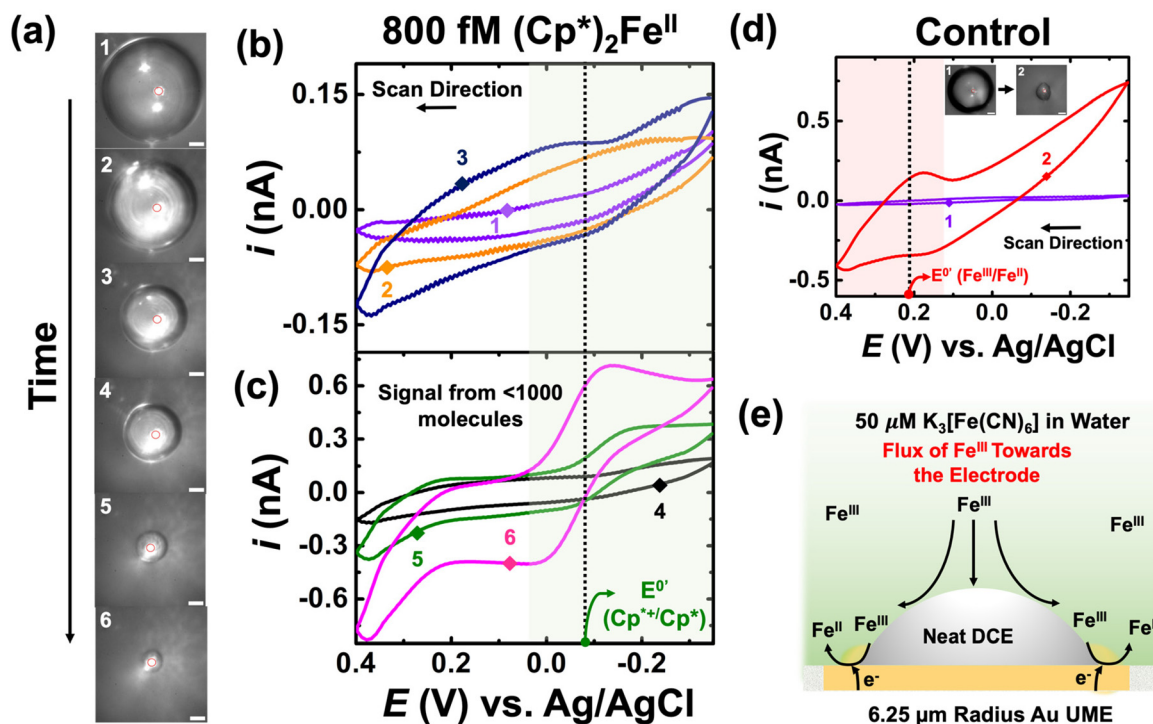 (a)
1
2
3
4
5
6
Time
800 fM (Cp*)₂Feᴵᴵ
(b)
Scan Direction
0.15
0.00
-0.15
i (nA)
3
1
2
(c)
Signal from <1000
molecules
0.6
0.3
0.0
-0.3
-0.6
i (nA)
4
5
6
E⁰'
(Cp*⁺/Cp*)
0.4 0.2 0.0 -0.2
E (V) vs. Ag/AgCl
(d)
Control
1
2
0.5
0.0
-0.5
i (nA)
2
1
Scan Direction
E⁰' (Feᴵᴵᴵ/Feᴵᴵ)
0.4 0.2 0.0 -0.2
E (V) vs. Ag/AgCl
(e)
50 μM K₃[Fe(CN)₆] in Water
Flux of Feᴵᴵᴵ Towards
the Electrode
Feᴵᴵᴵ Feᴵᴵᴵ Feᴵᴵᴵ
Feᴵᴵ Feᴵᴵᴵ Neat DCE Feᴵᴵᴵ
e⁻ e⁻
6.25 μm Radius Au UME